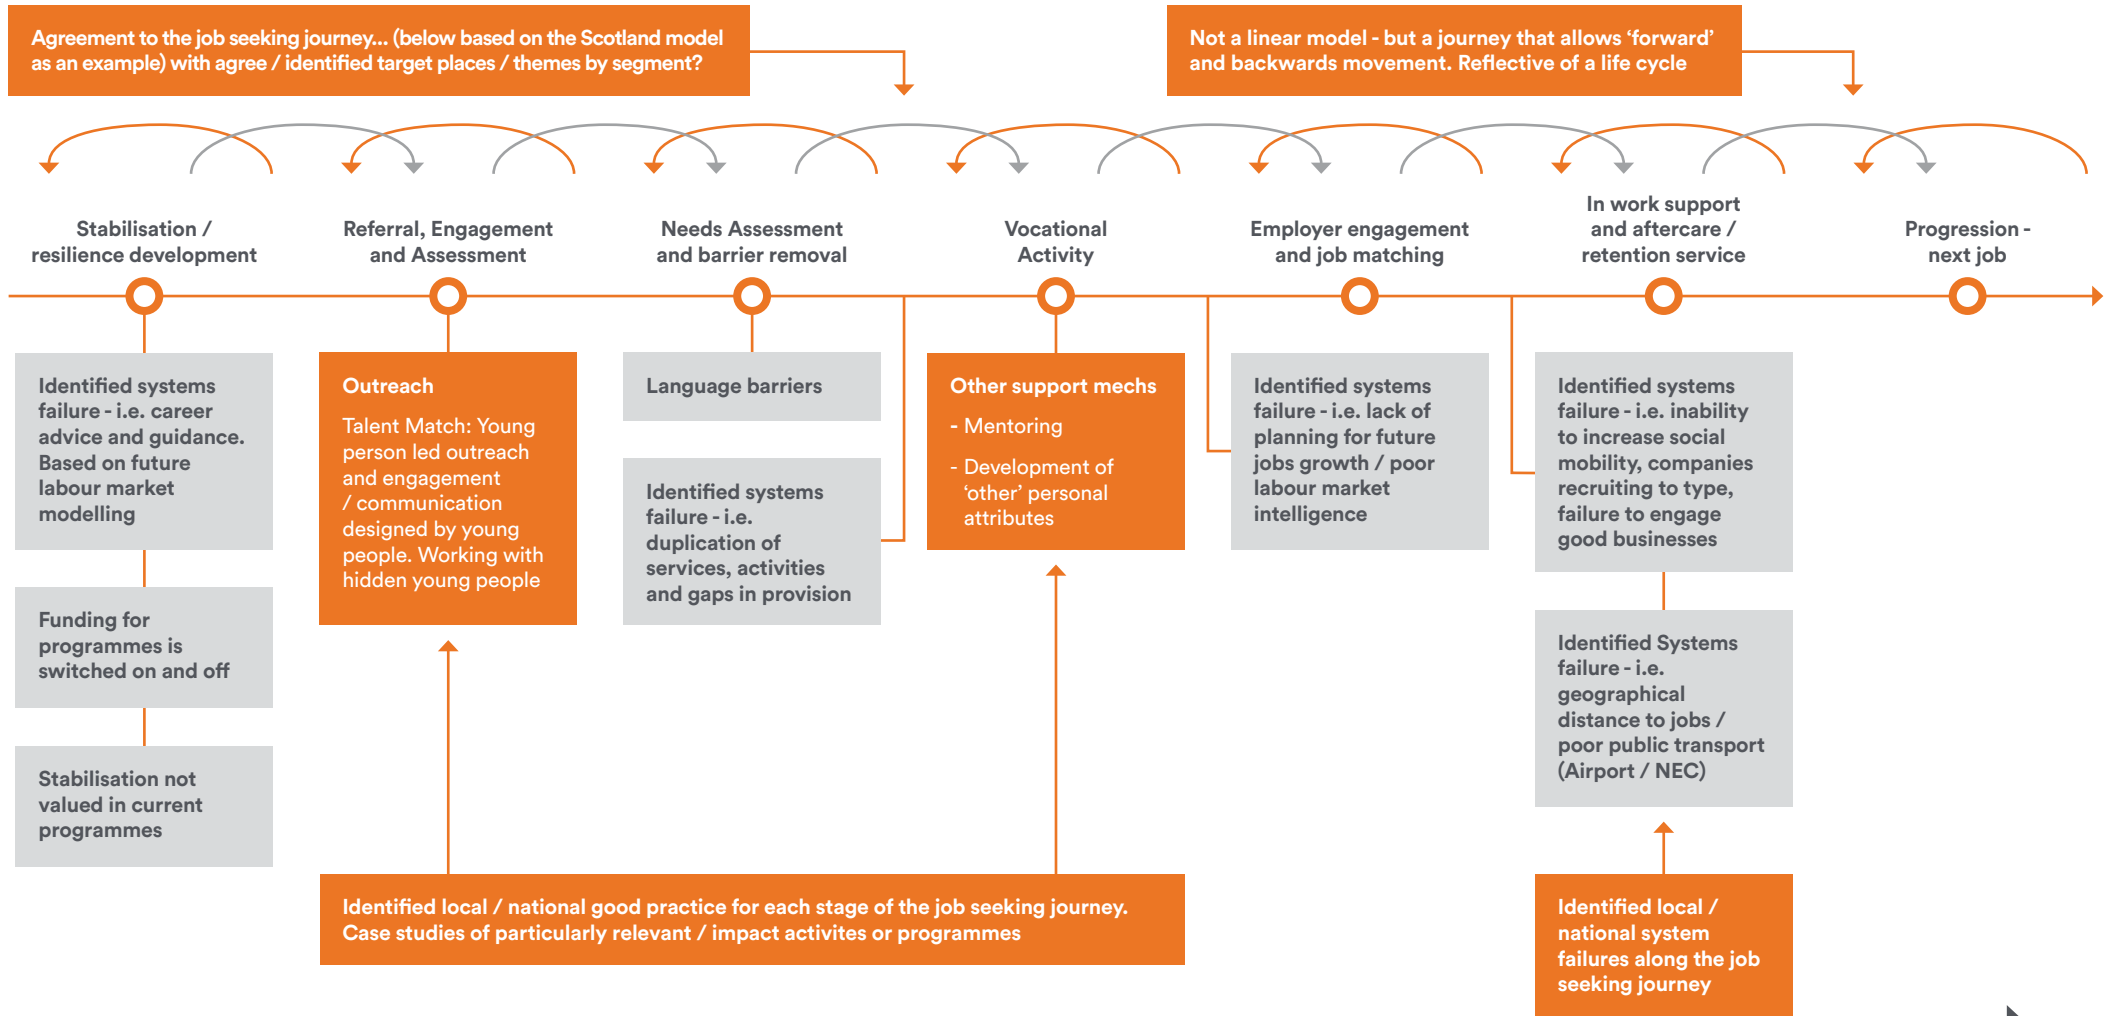 Agreement to the job seeking journey... (below based on the Scotland model
as an example) with agree / identified target places / themes by segment?
Not a linear model - but a journey that allows ‘forward’
and backwards movement. Reflective of a life cycle
Stabilisation /
resilience development
Referral, Engagement
and Assessment
Needs Assessment
and barrier removal
Vocational
Activity
Employer engagement
and job matching
In work support
and aftercare /
retention service
Progression -
next job
Identified systems
failure - i.e. career
advice and guidance.
Based on future
labour market
modelling
Funding for
programmes is
switched on and off
Stabilisation not
valued in current
programmes
Outreach
Talent Match: Young
person led outreach
and engagement
/ communication
designed by young
people. Working with
hidden young people
Language barriers
Identified systems
failure - i.e.
duplication of
services, activities
and gaps in provision
Other support mechs
- Mentoring
- Development of
‘other’ personal
attributes
Identified systems
failure - i.e. lack of
planning for future
jobs growth / poor
labour market
intelligence
Identified systems
failure - i.e. inability
to increase social
mobility, companies
recruiting to type,
failure to engage
good businesses
Identified Systems
failure - i.e.
geographical
distance to jobs /
poor public transport
(Airport / NEC)
Identified local / national good practice for each stage of the job seeking journey.
Case studies of particularly relevant / impact activites or programmes
Identified local /
national system
failures along the job
seeking journey